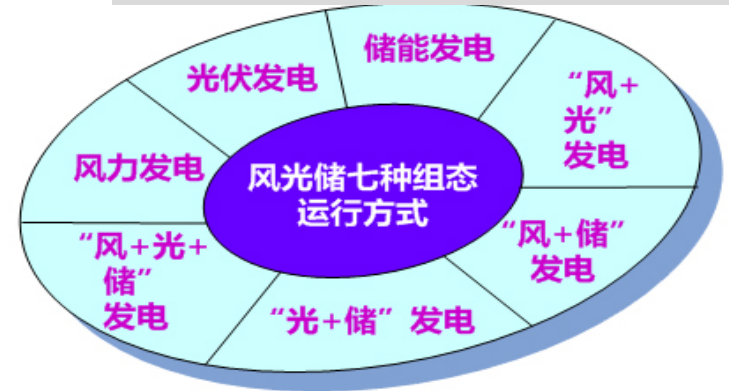 储能发电
光伏发电
“风+
光”
发电
风力发电
风光储七种组态
运行方式
“风+储”
发电
“风+光+
储”
发电
“光+储”发电